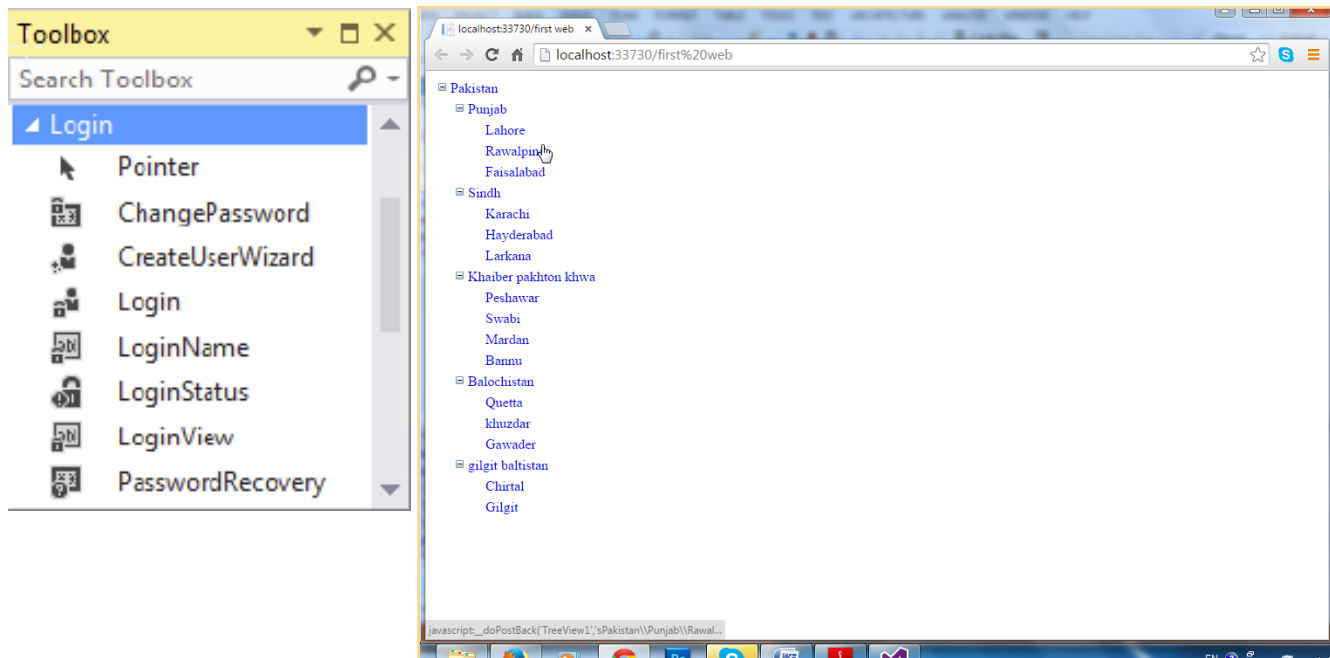 Toolbox
Search Toolbox
Login
Pointer
ChangePassword
CreateUserWizard
Login
LoginName
LoginStatus
LoginView
PasswordRecovery
localhost:33730/first web
localhost:33730/first%20web
Pakistan
Punjab
Lahore
Faisalabad
Sindh
Karachi
Hayderabad
Larkana
Khaiber pakhton khwa
Peshawar
Swabi
Mardan
Bannu
Balochistan
Quetta
khuzdar
Gawader
gilgit baltistan
Chirtal
Gilgit
javascript:__doPostBack('TreeView1','sPakistan\\Punjab\\Rawal...